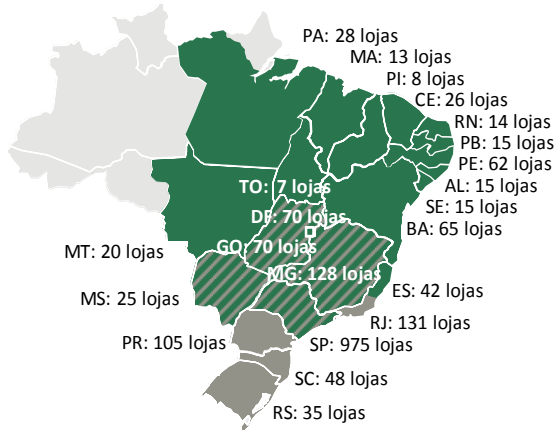 PA: 28 lojas
MA: 13 lojas
PI: 8 lojas
CE: 26 lojas
RN: 14 lojas
PB: 15 lojas
PE: 62 lojas
TO: 7 lojas
AL: 15 lojas
SE: 15 lojas
DF: 70 lojas
BA: 65 lojas
GO: 70 lojas
MT: 20 lojas
MG: 128 lojas
ES: 42 lojas
MS: 25 lojas
RJ: 131 lojas
PR: 105 lojas
SP: 975 lojas
SC: 48 lojas
RS: 35 lojas